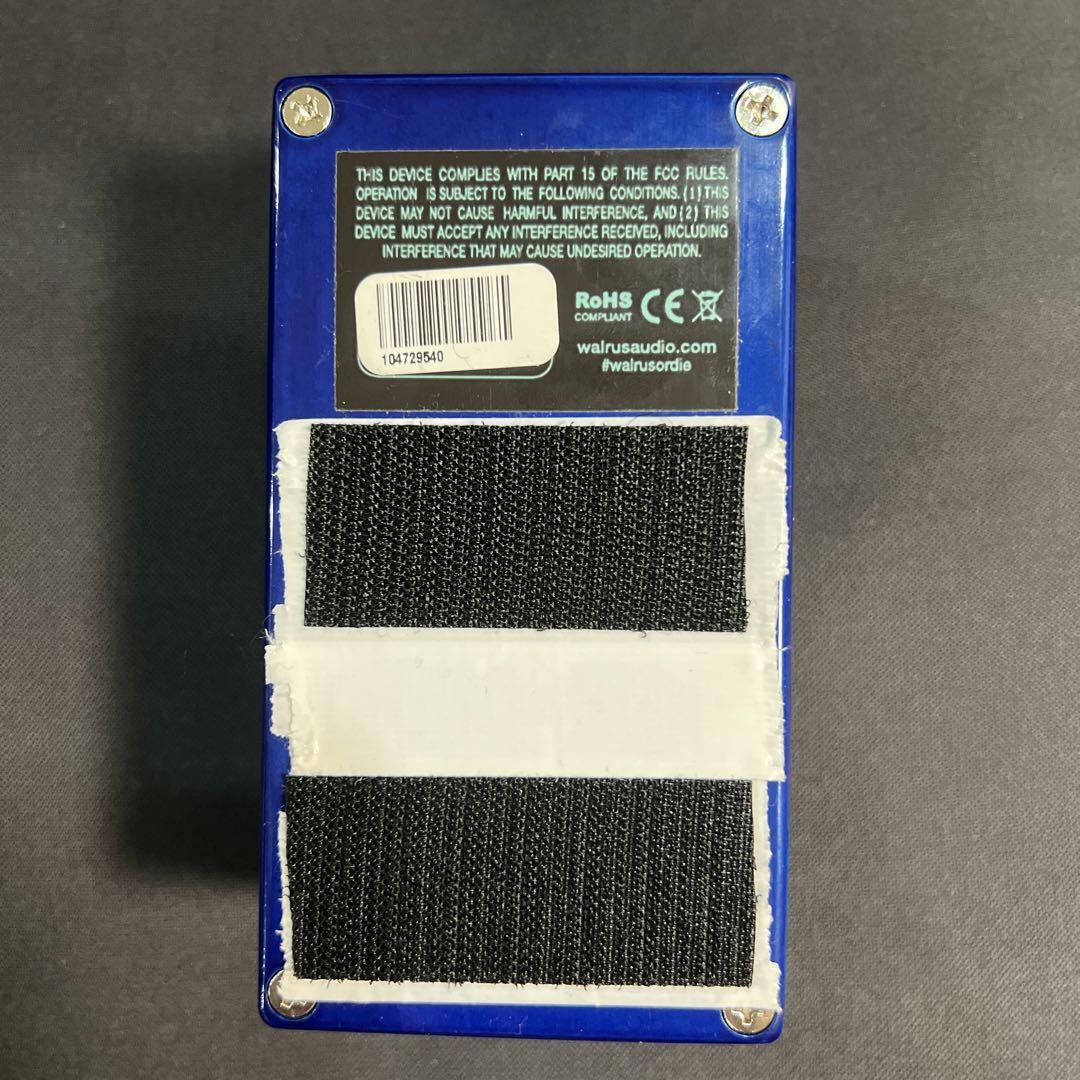 THIS DEVICE COMPLIES WITH PART 15 OF THE FCC RULES.
OPERATION IS SUBJECT TO THE FOLLOWING CONDITIONS. (1) THIS
DEVICE MAY NOT CAUSE HARMFUL INTERFERENCE, AND (2) THIS
DEVICE MUST ACCEPT ANY INTERFERENCE RECEIVED, INCLUDING
INTERFERENCE THAT MAY CAUSE UNDESIRED OPERATION.
104729540
RoHS
COMPLIANT
CE
walrusaudio.com
#walrusordie